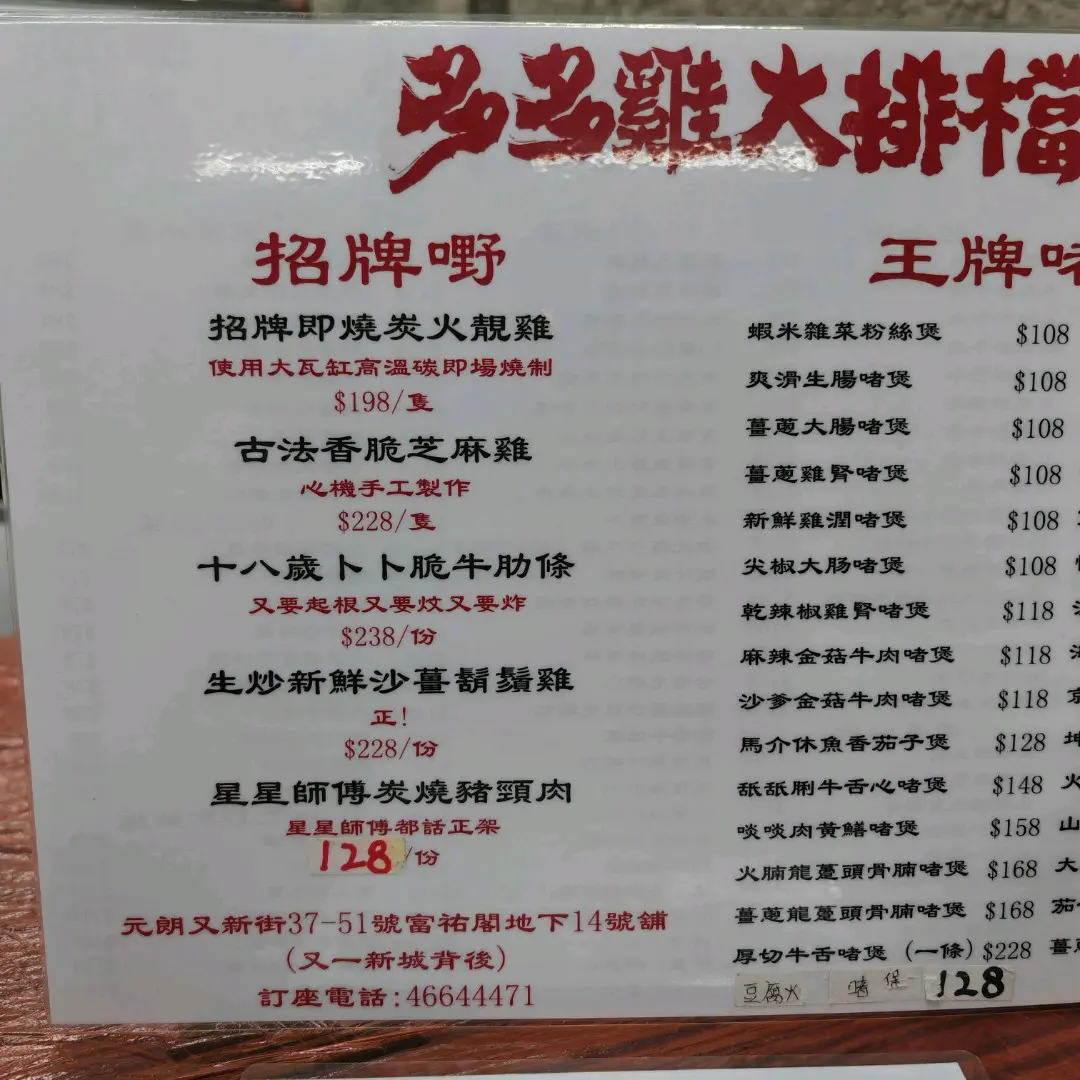 多多雞大排檔
招牌嘢
招牌即燒炭火靚雞
使用大瓦缸高溫碳即場燒制
$198/隻
古法香脆芝麻雞
心機手工製作
$228/隻
十八歲卜卜脆牛肋條
又要起根又要炆又要炸
$238/份
生炒新鮮沙薑鬍鬚雞
正!
$228/份
星星師傅炭燒豬頸肉
星星師傅都話正架
128/份
元朗又新街37-51號富祐閣地下14號舖
(又一新城背後)
訂座電話:46644471
王牌啫
蝦米雜菜粉絲煲 $108
爽滑生腸啫煲 $108
薑蔥大腸啫煲 $108
薑蔥雞腎啫煲 $108
新鮮雞潤啫煲 $108
尖椒大肠啫煲 $108
乾辣椒雞腎啫煲 $118
麻辣金菇牛肉啫煲 $118
沙爹金菇牛肉啫煲 $118
馬介休魚香茄子煲 $128
舐舐脷牛舌心啫煲 $148
啖啖肉黃鱔啫煲 $158
火腩龍躉頭骨腩啫煲 $168
薑蔥龍躉頭骨腩啫煲 $168
厚切牛舌啫煲 (一條) $228
豆腐火 啫 保 128